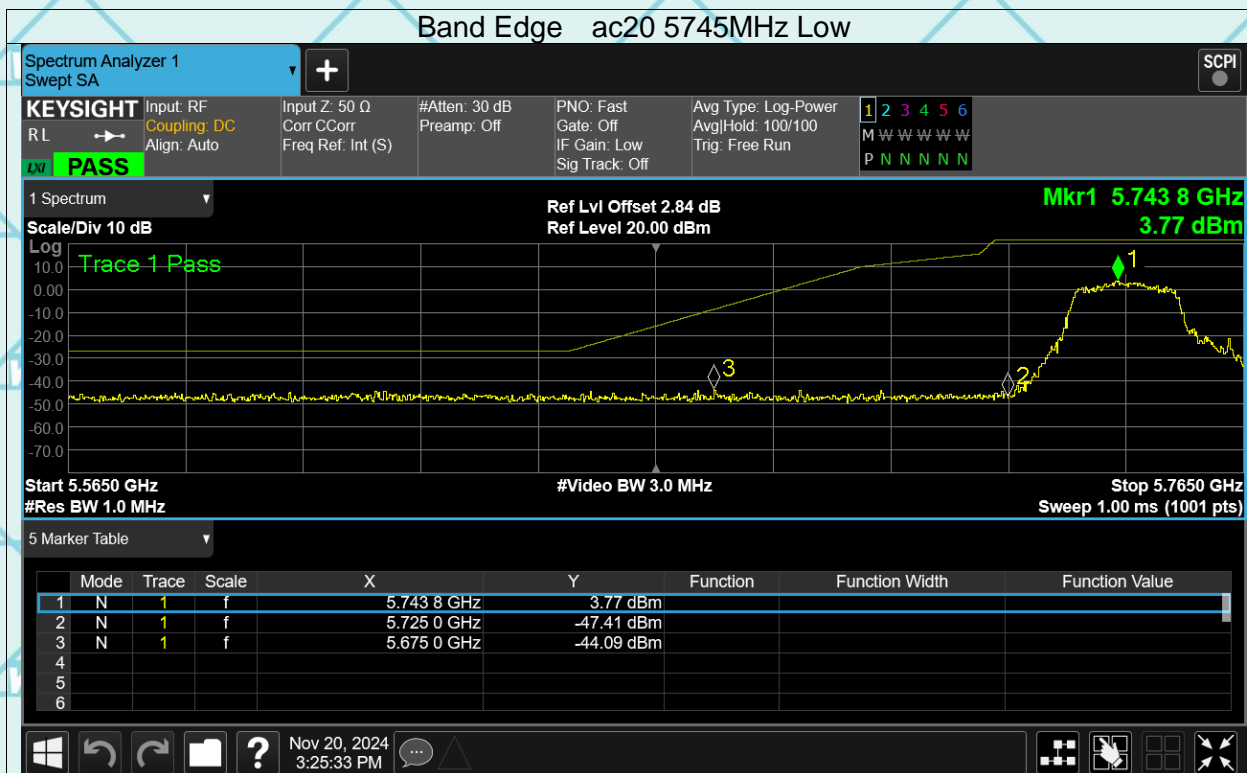 Band Edge ac20 5745MHz Low
Spectrum Analyzer 1
Swept SA
+
SCPI
KEYSIGHT Input: RF Input Z: 50 Ω #Atten: 30 dB PNO: Fast Avg Type: Log-Power 1 2 3 4 5 6
R L Coupling: DC Corr CCorr Preamp: Off Gate: Off Avg|Hold: 100/100 M W W W W W W
Align: Auto Freq Ref: Int (S) IF Gain: Low Trig: Free Run
LXI PASS Sig Track: Off P N N N N N N
1 Spectrum Ref Lvl Offset 2.84 dB Mkr1 5.743 8 GHz
Scale/Div 10 dB Ref Level 20.00 dBm 3.77 dBm
Log
Trace 1 Pass
10.0
0.00
-10.0
-20.0
-30.0
-40.0
-50.0
-60.0
-70.0
1
2
3
Start 5.5650 GHz #Video BW 3.0 MHz Stop 5.7650 GHz
#Res BW 1.0 MHz Sweep 1.00 ms (1001 pts)
5 Marker Table
Mode Trace Scale X Y Function Function Width Function Value
1 N 1 f 5.743 8 GHz 3.77 dBm
2 N 1 f 5.725 0 GHz -47.41 dBm
3 N 1 f 5.675 0 GHz -44.09 dBm
4
5
6
? Nov 20, 2024
3:25:33 PM